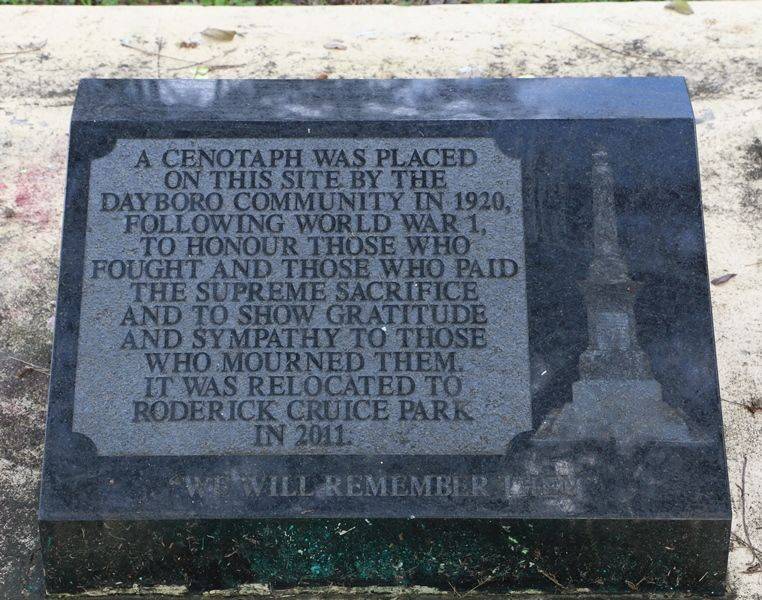 A CENOTAPH WAS PLACED
ON THIS SITE BY THE
DAYBORO COMMUNITY IN 1920,
FOLLOWING WORLD WAR 1,
TO HONOUR THOSE WHO
FOUGHT AND THOSE WHO PAID
THE SUPREME SACRIFICE
AND TO SHOW GRATITUDE
AND SYMPATHY TO THOSE
WHO MOURNED THEM.
IT WAS RELOCATED TO
RODERICK CRUICE PARK
IN 2011.
"WE WILL REMEMBER THEM"